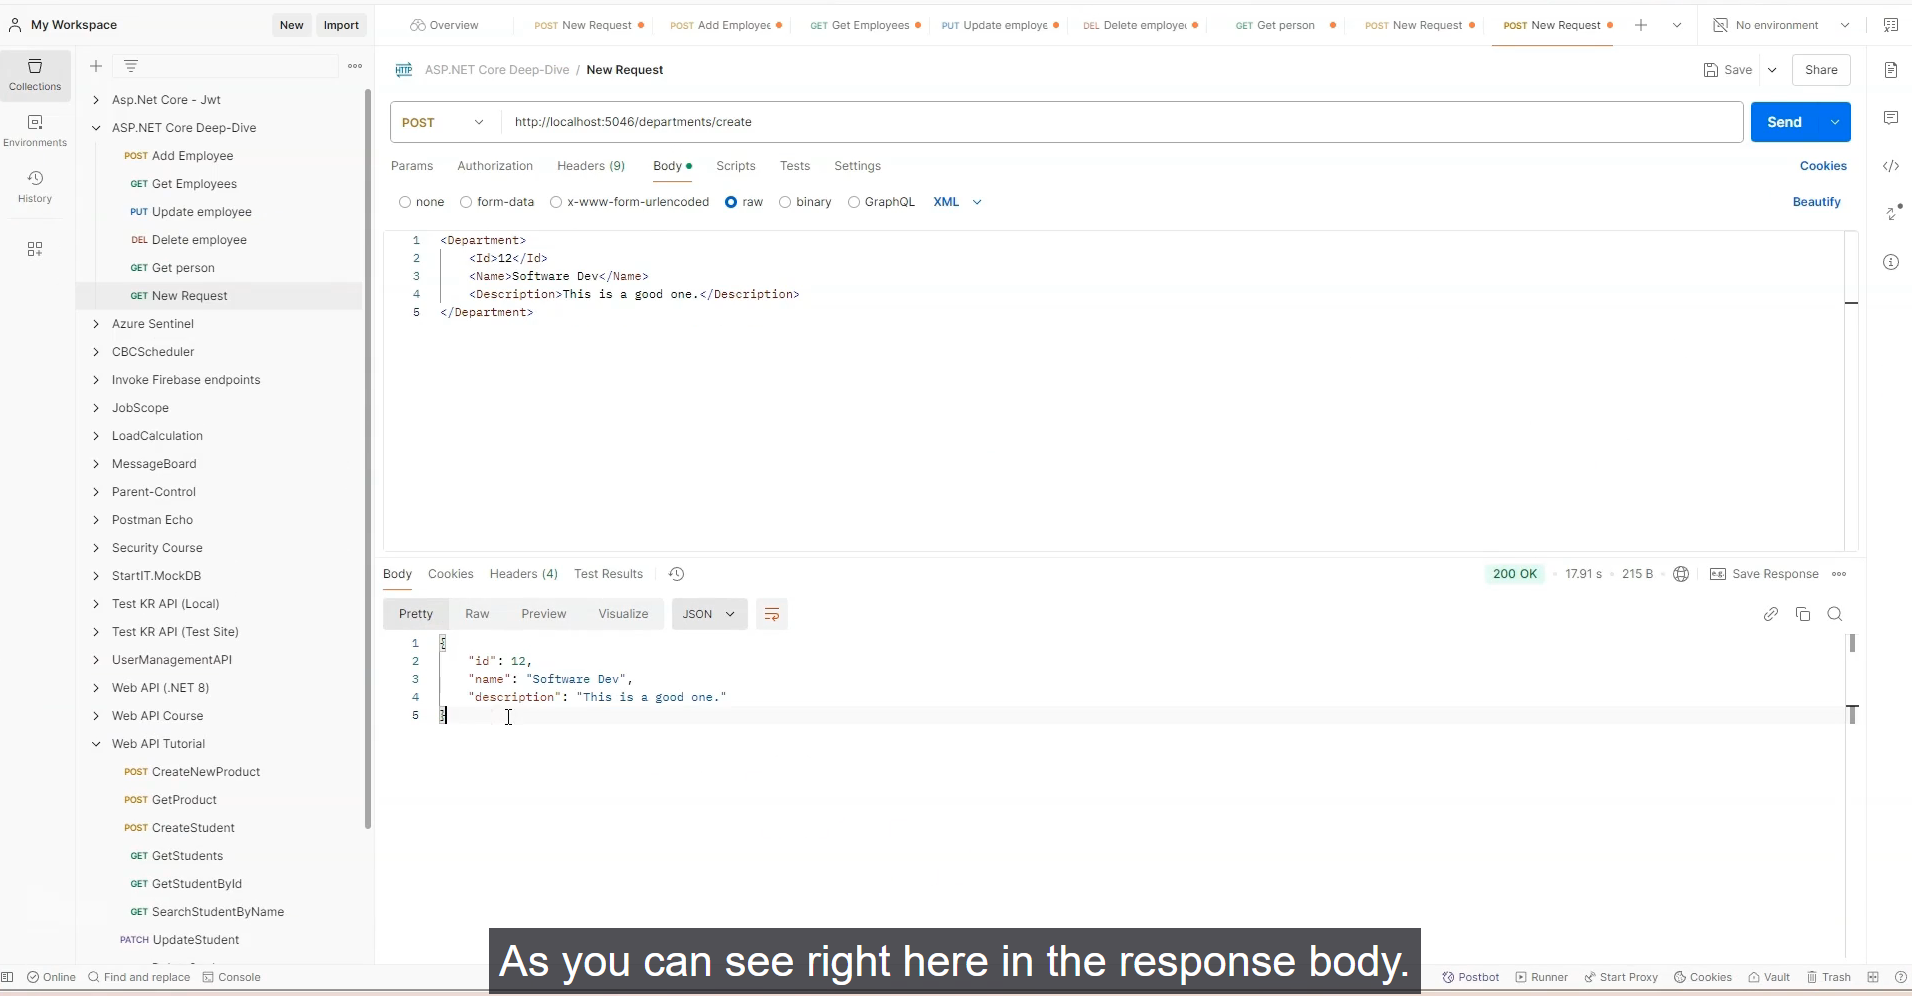 My Workspace
New
Import
Overview
POST New Request
POST Add Employee
GET Get Employees
PUT Update employe
DEL Delete employe
GET Get person
POST New Request
POST New Request
No environment
Collections
Environments
History
Asp.Net Core - Jwt
ASP.NET Core Deep-Dive
POST Add Employee
GET Get Employees
PUT Update employee
DEL Delete employee
GET Get person
GET New Request
Azure Sentinel
CBCScheduler
Invoke Firebase endpoints
JobScope
LoadCalculation
MessageBoard
Parent-Control
Postman Echo
Security Course
StartIT.MockDB
Test KR API (Local)
Test KR API (Test Site)
UserManagementAPI
Web API (.NET 8)
Web API Course
Web API Tutorial
POST CreateNewProduct
POST GetProduct
POST CreateStudent
GET GetStudents
GET GetStudentById
GET SearchStudentByName
PATCH UpdateStudent
HTTP ASP.NET Core Deep-Dive / New Request
Save
Share
POST
http://localhost:5046/departments/create
Send
Params
Authorization
Headers (9)
Body
Scripts
Tests
Settings
Cookies
none
form-data
x-www-form-urlencoded
raw
binary
GraphQL
XML
Beautify
1 <Department>
2 <Id>12</Id>
3 <Name>Software Dev</Name>
4 <Description>This is a good one.</Description>
5 </Department>
Body
Cookies
Headers (4)
Test Results
200 OK
17.91 s
215 B
e.g. Save Response
Pretty
Raw
Preview
Visualize
JSON
1 {
2 "id": 12,
3 "name": "Software Dev",
4 "description": "This is a good one."
5 }
As you can see right here in the response body.
Online
Find and replace
Console
Postbot
Runner
Start Proxy
Cookies
Vault
Trash